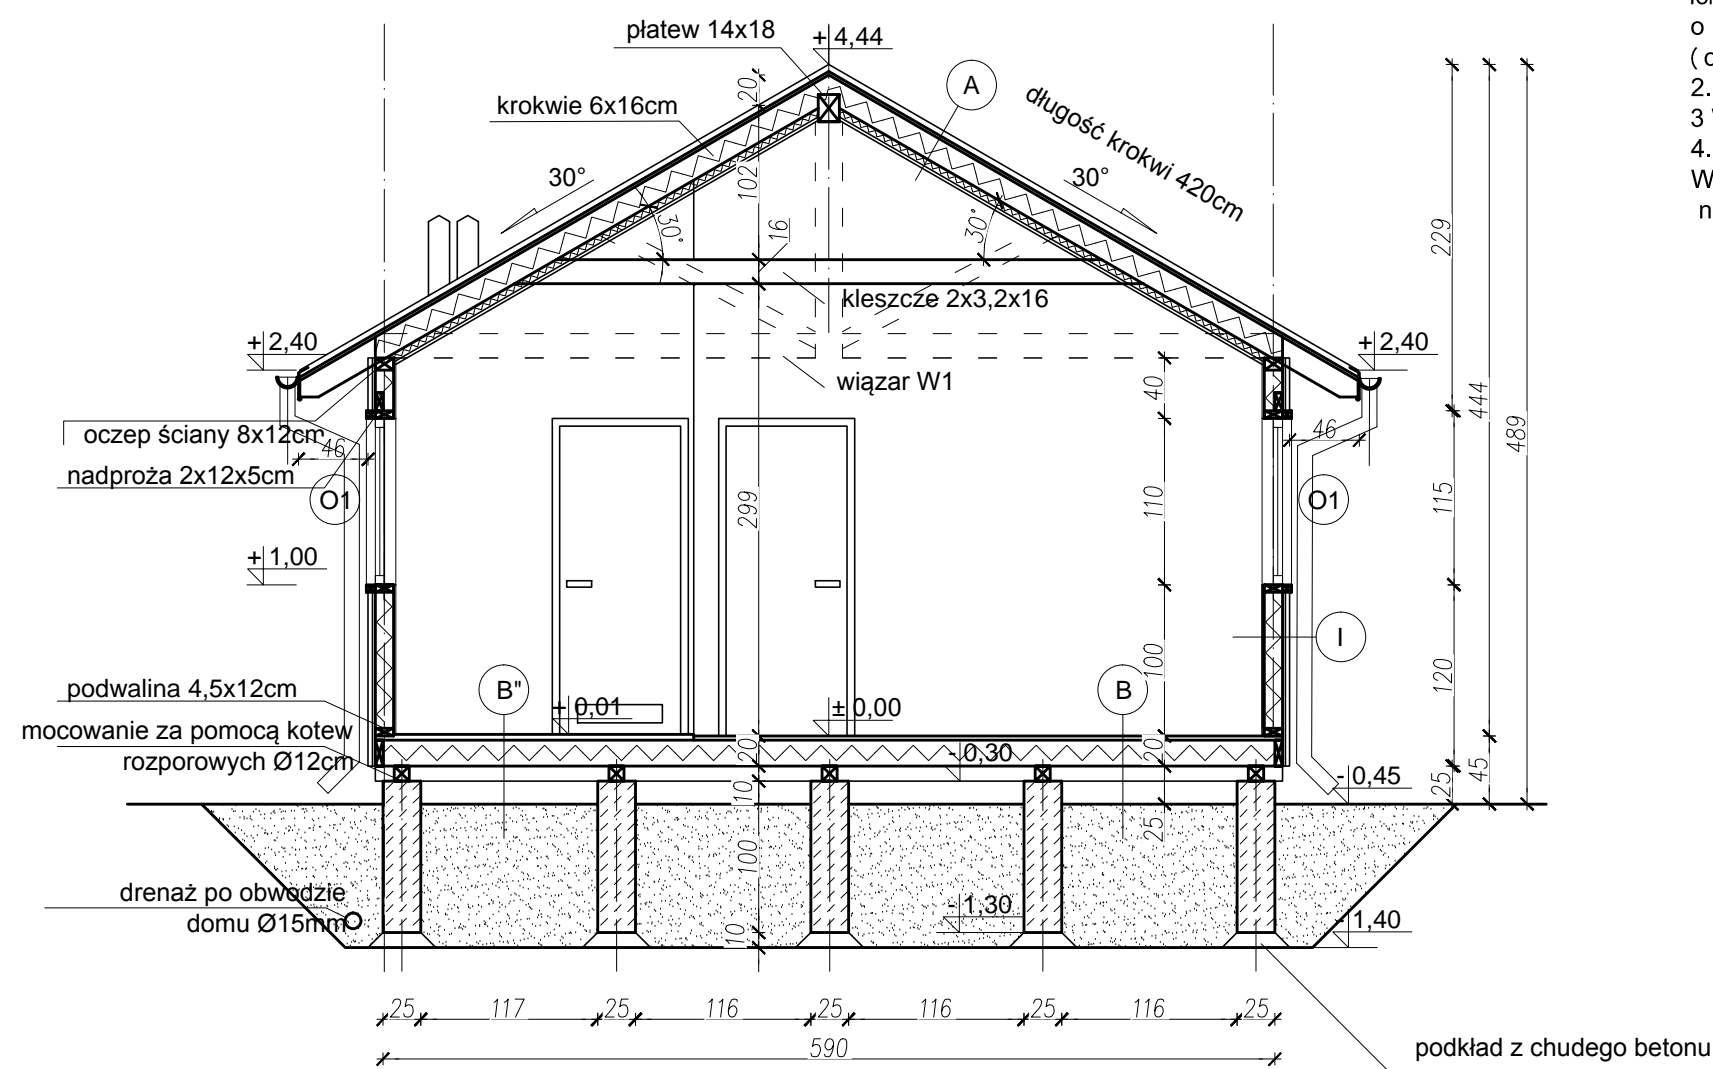 płatew 14x18
+ 4,44
krokwie 6x16cm
A
długość krokwi 420cm
o
2.
4.
W
n
20
102
30°
30°
30°
30°
16
kleszcze 2x3,2x16
wiązar W1
+ 2,40
+ 2,40
oczep ściany 8x12cm
46
nadproża 2x12x5cm
O1
46
O1
+ 1,00
299
40
110
100
229
115
120
25
444
45
489
I
podwalina 4,5x12cm
mocowanie za pomocą kotew
rozporowych Ø12cm
B"
B
+ 0,01
± 0,00
20
20
- 0,30
- 0,45
10
25
100
drenaż po obwodzie
domu Ø15mm
- 1,30
- 1,40
10
25 117 25 116 25 116 25 116 25
590
podkład z chudego betonu